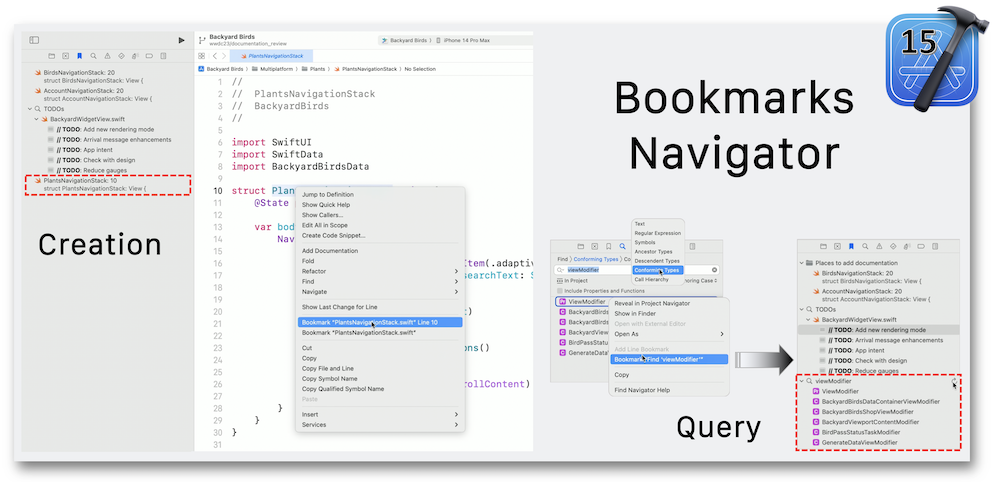 15
Bookmarks
Navigator
Creation
Query
BirdsNavigationStack: 20
struct BirdsNavigationStack: View {
AccountNavigationStack: 20
struct AccountNavigationStack: View {
TODOs
BackyardWidgetView.swift
// TODO: Add new rendering mode
// TODO: Arrival message enhancements
// TODO: App intent
// TODO: Check with design
// TODO: Reduce gauges
PlantsNavigationStack: 10
struct PlantsNavigationStack: View {
Backyard Birds
wwdc23/documentation_review
Backyard Birds 〉 iPhone 14 Pro Max
PlantsNavigationStack
Backyard Birds 〉 Multiplatform 〉 Plants 〉 PlantsNavigationStack 〉 No Selection
1 //
2 // PlantsNavigationStack
3 // BackyardBirds
4 //
5
6 import SwiftUI
7 import SwiftData
8 import BackyardBirdsData
9
10 struct Plant
11 @State
12
13 var bod
14 Nav
15
16 Item(.adaptiv
17 searchText: S
18
19
20
21
22
23 ons()
24
25
26 rollContent)
27
28 }
29 }
30 }
31
Jump to Definition
Show Quick Help
Show Callers...
Edit All in Scope
Create Code Snippet...
Add Documentation
Fold
Refactor
Find
Navigate
Show Last Change for Line
Bookmark "PlantsNavigationStack.swift" Line 10
Bookmark "PlantsNavigationStack.swift"
Cut
Copy
Copy File and Line
Copy Symbol Name
Copy Qualified Symbol Name
Paste
Insert
Services
Text
Regular Expression
Symbols
Ancestor Types
Descendent Types
Conforming Types
Call Hierarchy
Find 〉 Conforming Types 〉 Co
viewModifier
In Project
noring Case
Include Properties and Functions
ViewModifier
BackyardBirds
BackyardBirds
BackyardView
BirdPassStatu
GenerateData
Reveal in Project Navigator
Show in Finder
Open with External Editor
Open As
Add Line Bookmark
Bookmark "Find 'viewModifier'"
Copy
Find Navigator Help
Places to add documentation
BirdsNavigationStack: 20
struct BirdsNavigationStack: View {
AccountNavigationStack: 20
struct AccountNavigationStack: View {
TODOs
BackyardWidgetView.swift
// TODO: Add new rendering mode
// TODO: Arrival message enhancements
// TODO: App intent
// TODO: Check with design
// TODO: Reduce gauges
viewModifier
ViewModifier
BackyardBirdsDataContainerViewModifier
BackyardBirdsShopViewModifier
BackyardViewportContentModifier
BirdPassStatusTaskModifier
GenerateDataViewModifier